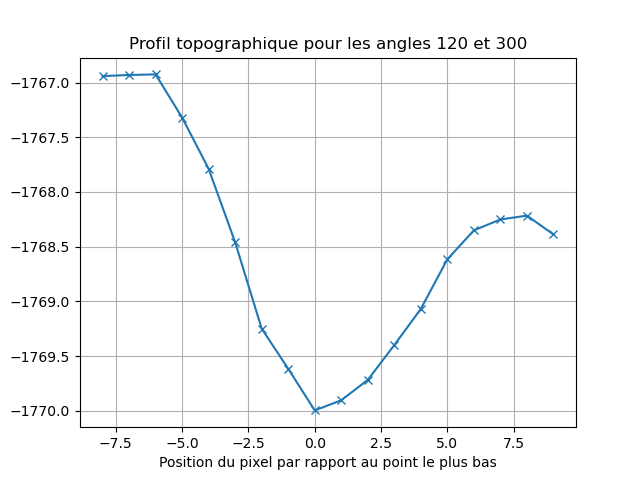 Profil topographique pour les angles 120 et 300
−1767.0
−1767.5
−1768.0
−1768.5
−1769.0
−1769.5
−1770.0
−7.5 −5.0 −2.5 0.0 2.5 5.0 7.5
Position du pixel par rapport au point le plus bas